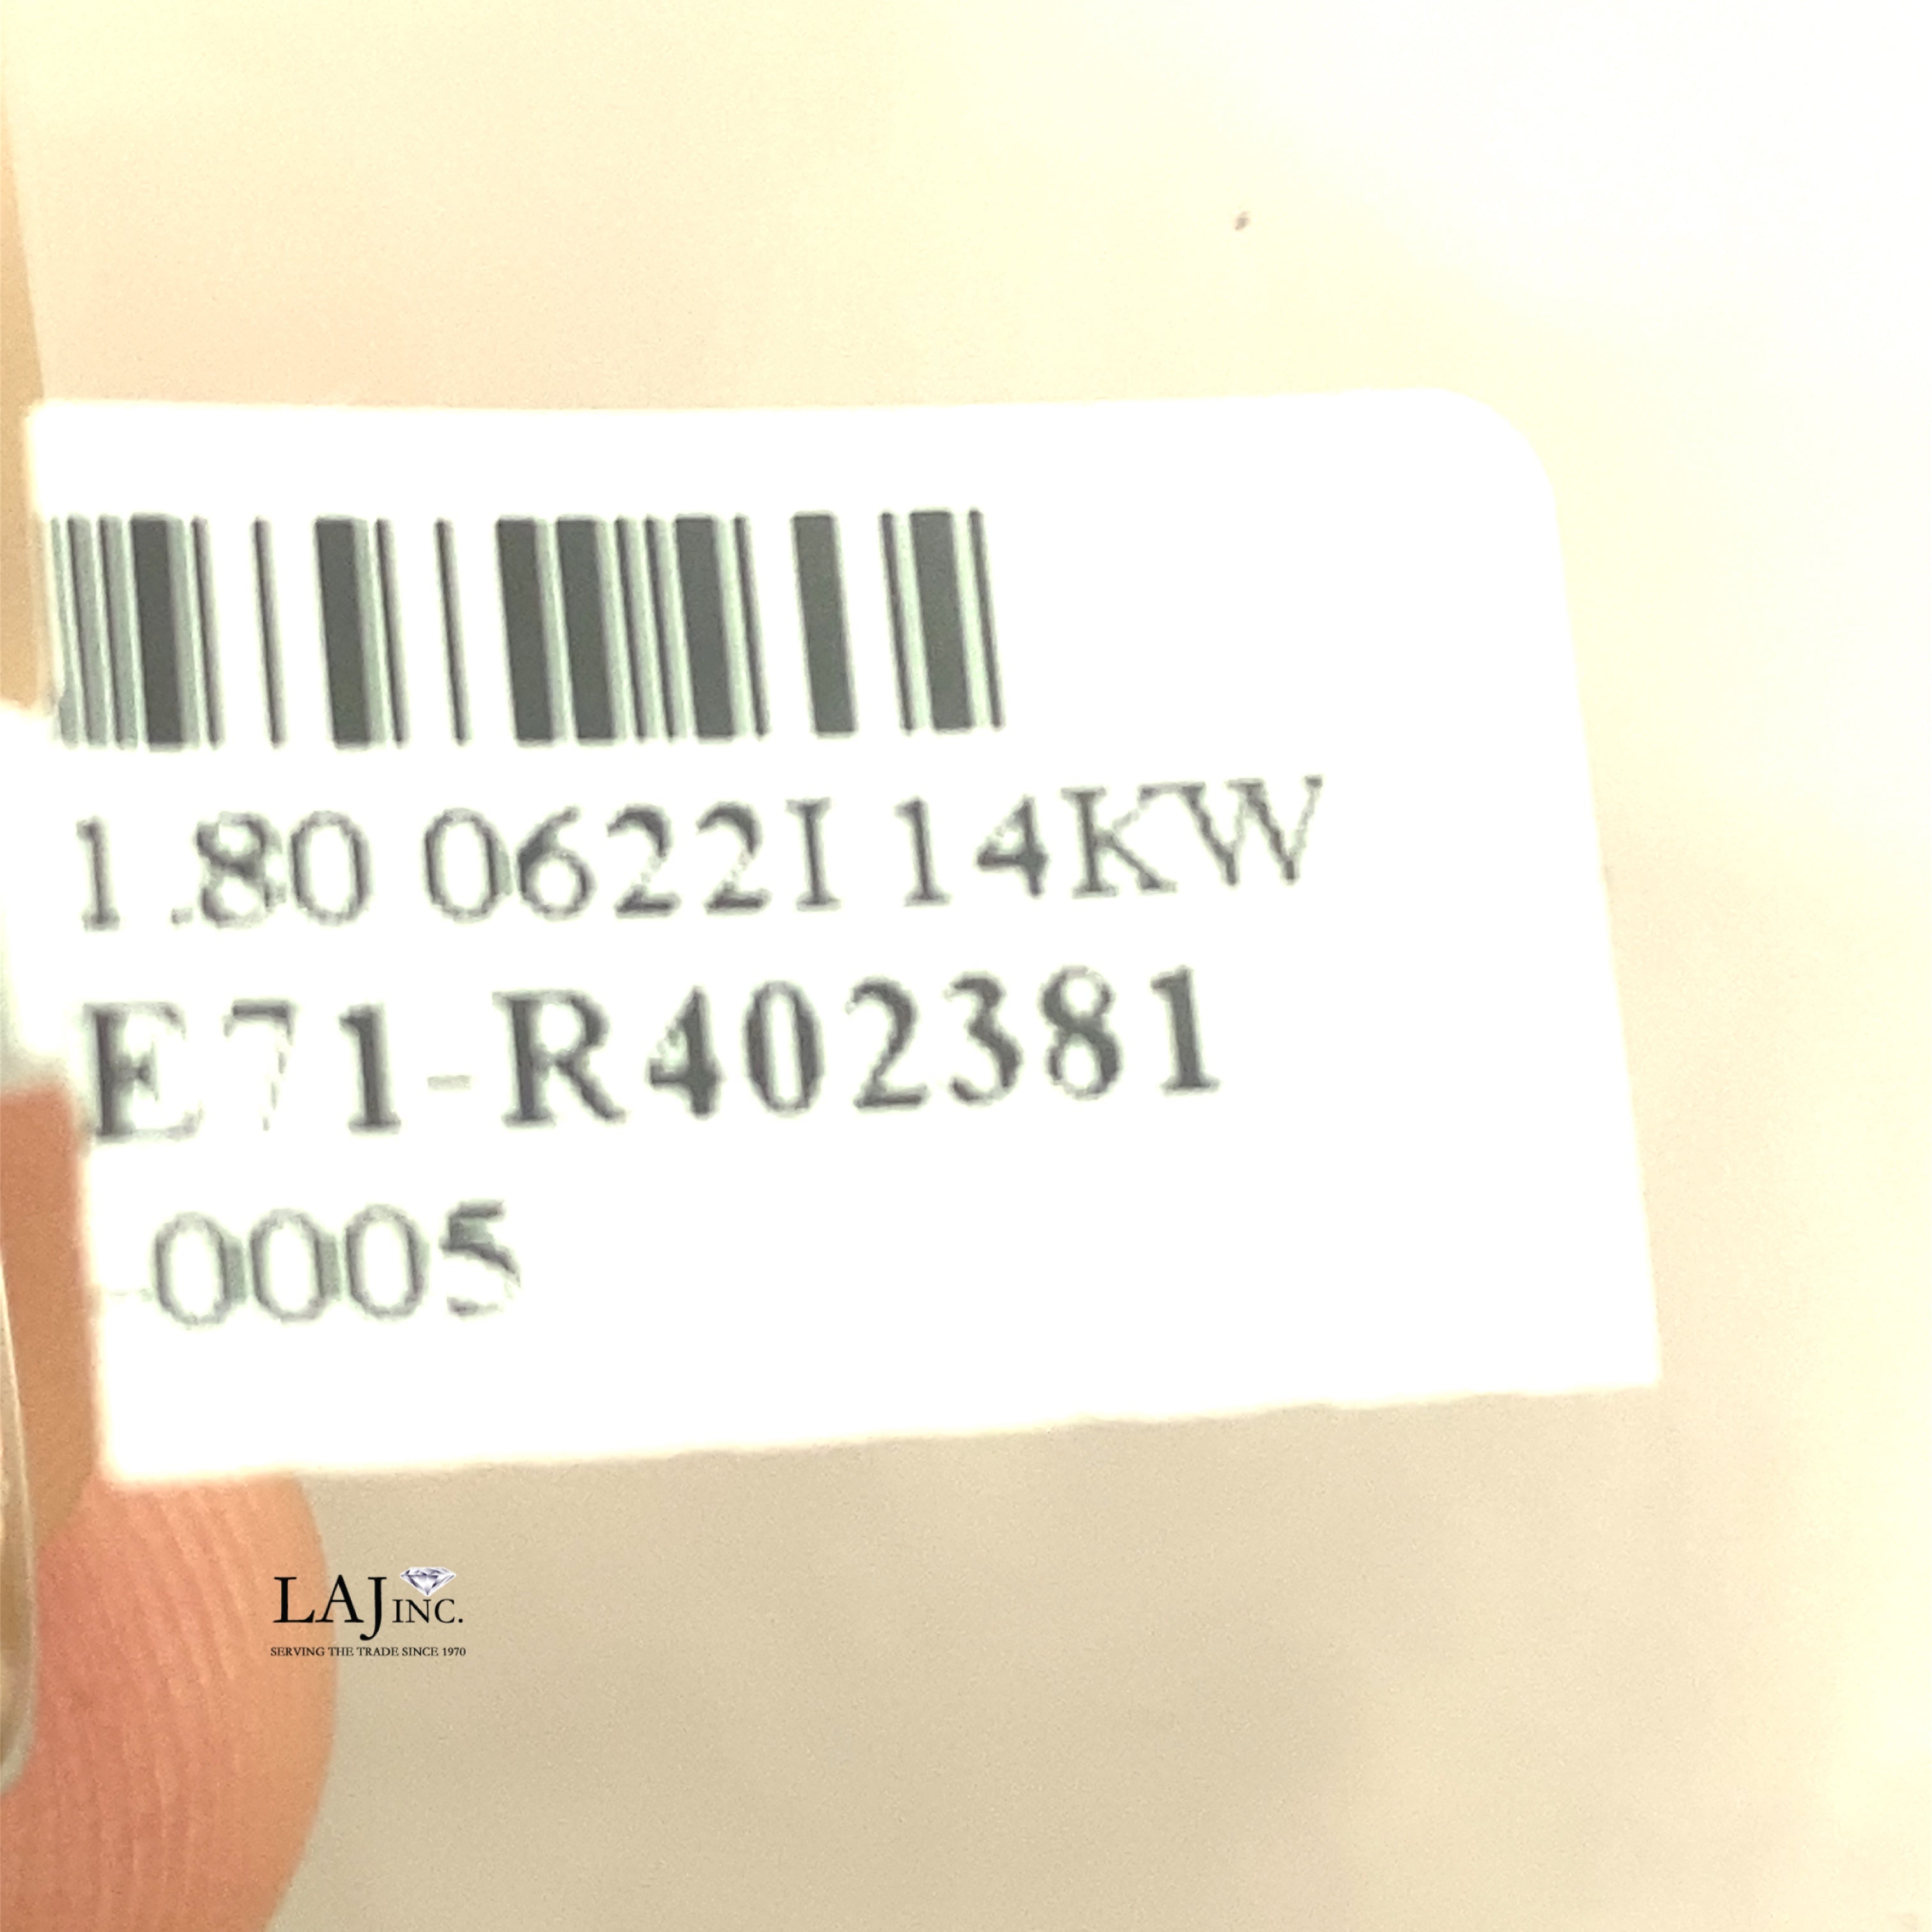 1.80 0622I 14KW
E71-R402381
-0005
LAJ INC.
SERVING THE TRADE SINCE 1970